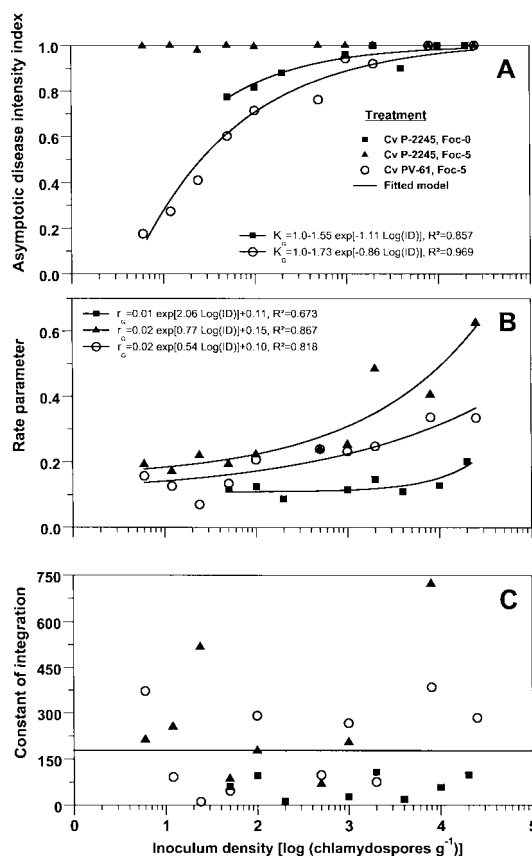 A
Asymptotic disease intensity index
1.0
0.8
0.6
0.4
0.2
0.0
Treatment
Cv P-2245, Foc-0
Cv P-2245, Foc-5
Cv PV-61, Foc-5
Fitted model
K_G=1.0-1.55 exp[-1.11 Log(ID)], R²=0.857
K_G=1.0-1.73 exp[-0.86 Log(ID)], R²=0.969
B
Rate parameter
0.6
0.4
0.2
0.0
r_G=0.01 exp[2.06 Log(ID)]+0.11, R²=0.673
r_G=0.02 exp[0.77 Log(ID)]+0.15, R²=0.867
r_G=0.02 exp[0.54 Log(ID)]+0.10, R²=0.818
C
Constant of integration
750
600
450
300
150
0
0 1 2 3 4 5
Inoculum density [log (chlamydospores g⁻¹)]